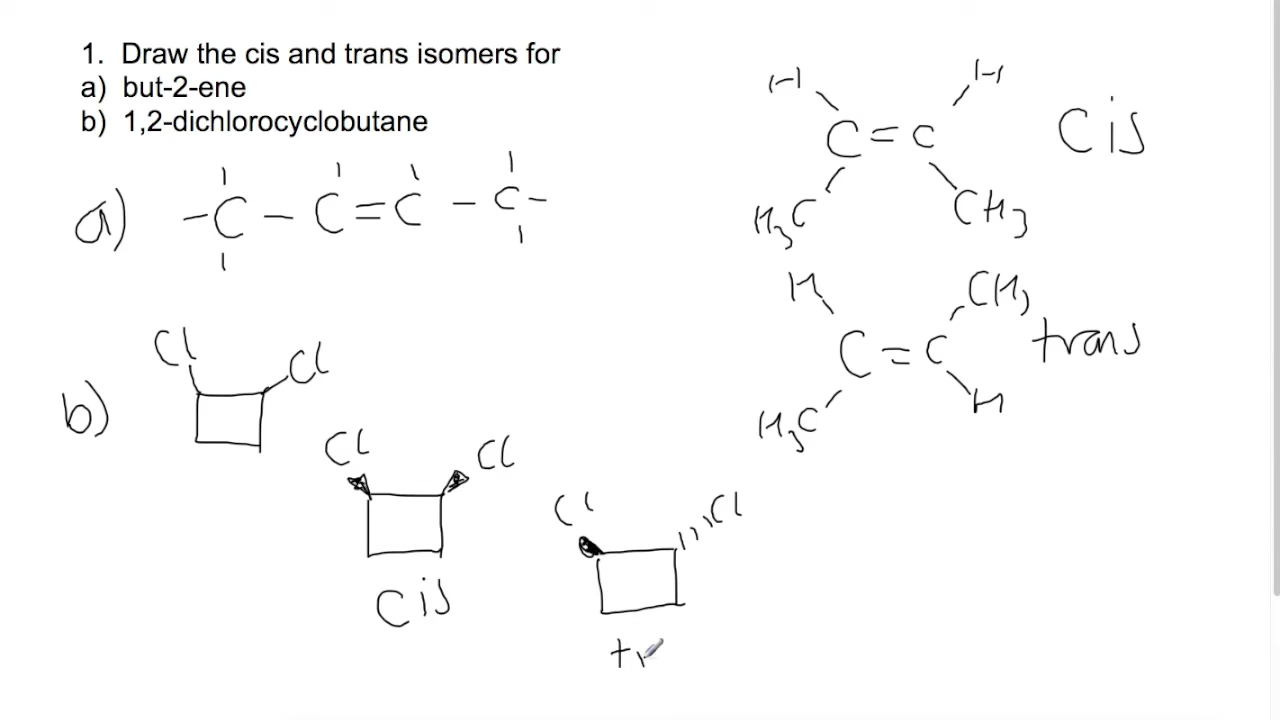 1. Draw the cis and trans isomers for
a) but-2-ene
b) 1,2-dichlorocyclobutane
a) -C-C=C-C-
H H
C=C cis
H3C CH3
H CH3
C=C trans
H3C H
b) Cl Cl
Cl Cl
cis
Cl Cl
tr